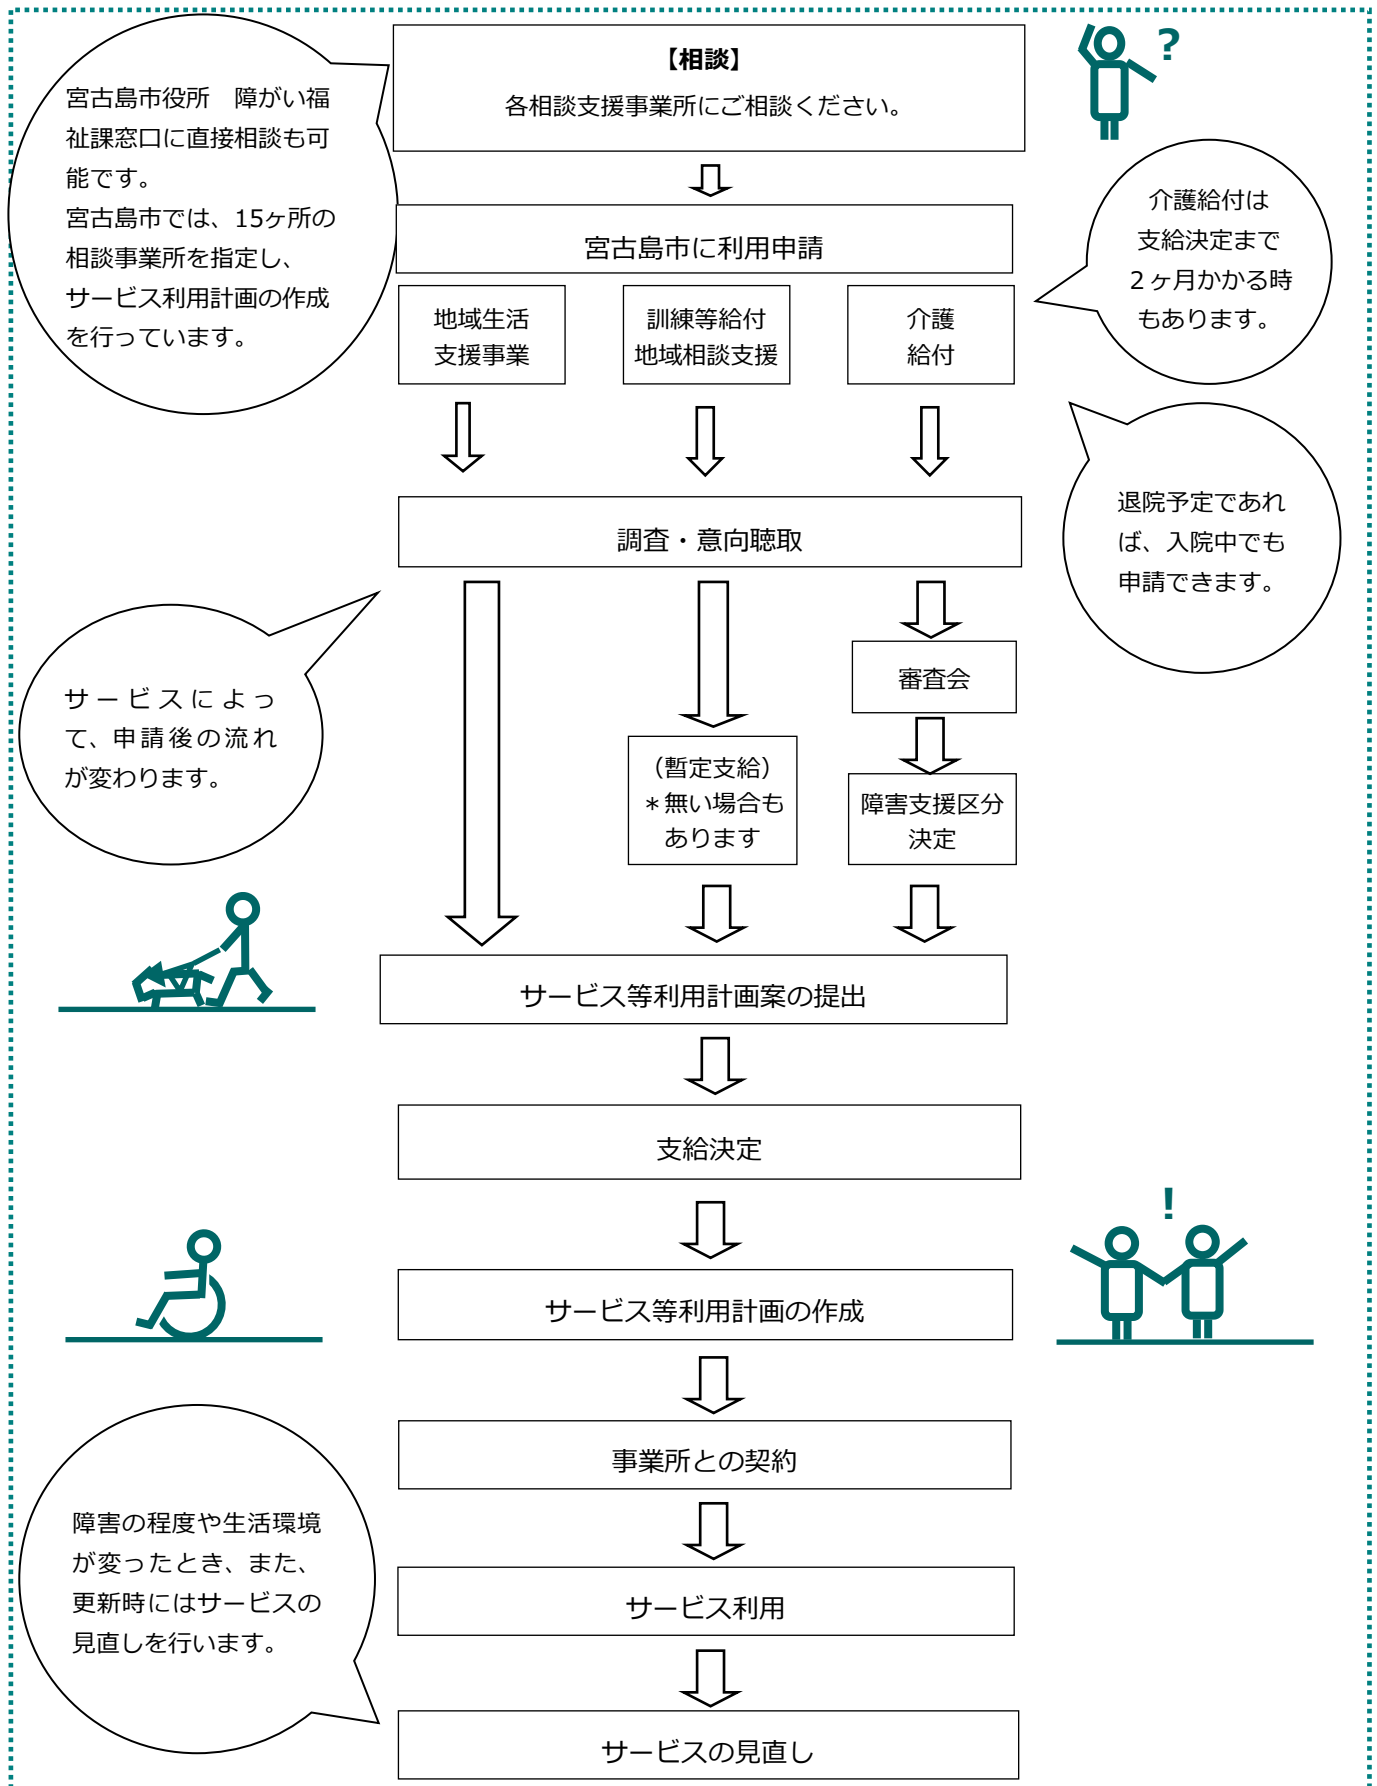 【相談】
各相談支援事業所にご相談ください。
?
宮古島市役所　障がい福
祉課窓口に直接相談も可
能です。
宮古島市では、15ヶ所の
相談事業所を指定し、
サービス利用計画の作成
を行っています。
宮古島市に利用申請
介護給付は
支給決定まで
２ヶ月かかる時
もあります。
地域生活
支援事業
訓練等給付
地域相談支援
介護
給付
退院予定であれ
ば、入院中でも
申請できます。
調査・意向聴取
サービスによっ
て、申請後の流れ
が変わります。
審査会
（暫定支給）
＊無い場合も
あります
障害支援区分
決定
サービス等利用計画案の提出
支給決定
!
サービス等利用計画の作成
事業所との契約
障害の程度や生活環境
が変ったとき、また、
更新時にはサービスの
見直しを行います。
サービス利用
サービスの見直し